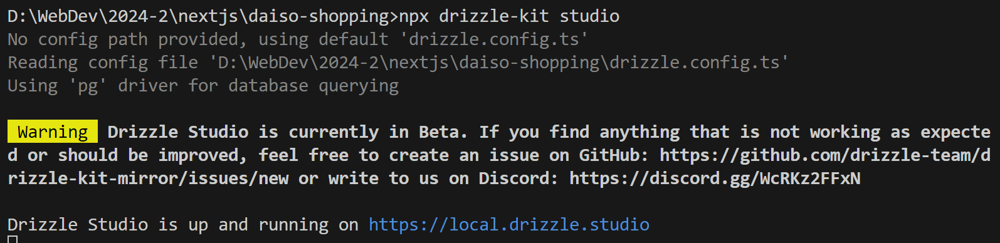 D:\WebDev\2024-2\nextjs\daiso-shopping>npx drizzle-kit studio
No config path provided, using default 'drizzle.config.ts'
Reading config file 'D:\WebDev\2024-2\nextjs\daiso-shopping\drizzle.config.ts'
Using 'pg' driver for database querying
Warning Drizzle Studio is currently in Beta. If you find anything that is not working as expecte
d or should be improved, feel free to create an issue on GitHub: https://github.com/drizzle-team/d
rizzle-kit-mirror/issues/new or write to us on Discord: https://discord.gg/WcRKz2FFxN
Drizzle Studio is up and running on https://local.drizzle.studio